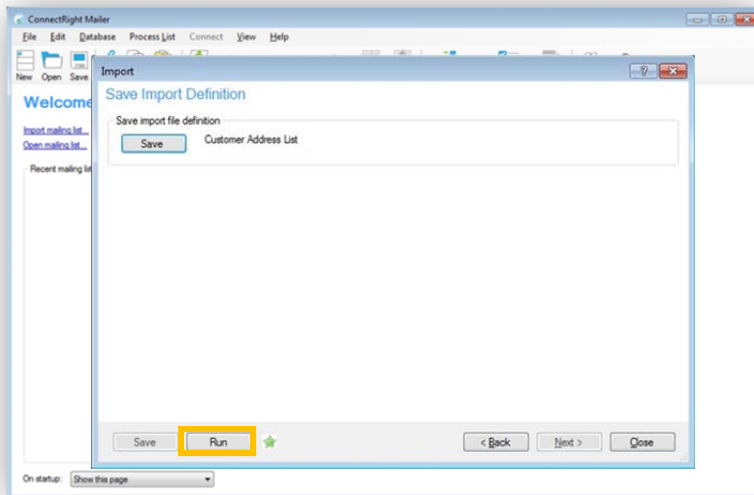 ConnectRight Mailer
File Edit Database Process List Connect View Help
New Open Save
Import
Welcome
Save Import Definition
Save import file definition
Import mailing list...
Save Customer Address List
Open mailing list...
Recent mailing list
Save Run < Back Next > Close
On startup: Show this page